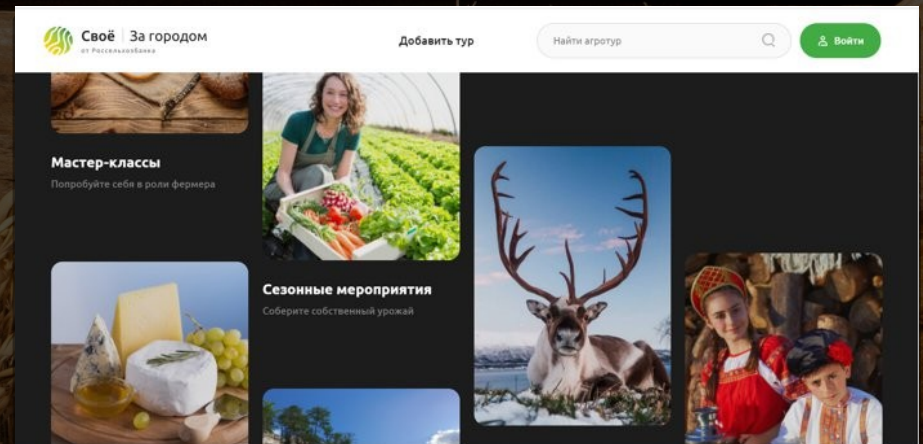 Своё | За городом
от Россельхозбанка
Добавить тур
Найти агротур
Войти
Мастер-классы
Попробуйте себя в роли фермера
Сезонные мероприятия
Соберите собственный урожай